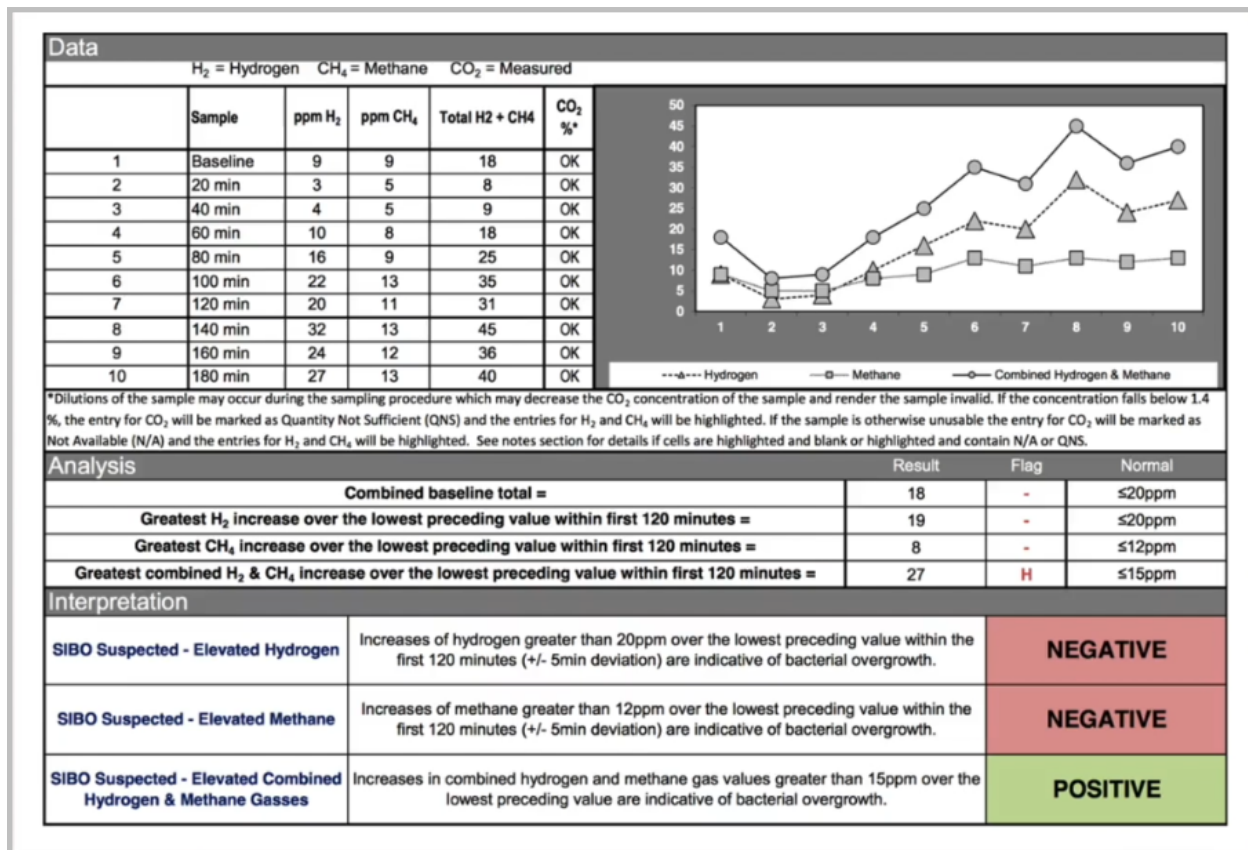 Data
H₂ = Hydrogen CH₄ = Methane CO₂ = Measured
Sample ppm H₂ ppm CH₄ Total H2 + CH4 CO₂ %*
1 Baseline 9 9 18 OK
2 20 min 3 5 8 OK
3 40 min 4 5 9 OK
4 60 min 10 8 18 OK
5 80 min 16 9 25 OK
6 100 min 22 13 35 OK
7 120 min 20 11 31 OK
8 140 min 32 13 45 OK
9 160 min 24 12 36 OK
10 180 min 27 13 40 OK
50
45
40
35
30
25
20
15
10
5
0
1 2 3 4 5 6 7 8 9 10
Hydrogen Methane Combined Hydrogen & Methane
*Dilutions of the sample may occur during the sampling procedure which may decrease the CO₂ concentration of the sample and render the sample invalid. If the concentration falls below 1.4
%, the entry for CO₂ will be marked as Quantity Not Sufficient (QNS) and the entries for H₂ and CH₄ will be highlighted. If the sample is otherwise unusable the entry for CO₂ will be marked as
Not Available (N/A) and the entries for H₂ and CH₄ will be highlighted. See notes section for details if cells are highlighted and blank or highlighted and contain N/A or QNS.
Analysis Result Flag Normal
Combined baseline total = 18 - ≤20ppm
Greatest H₂ increase over the lowest preceding value within first 120 minutes = 19 - ≤20ppm
Greatest CH₄ increase over the lowest preceding value within first 120 minutes = 8 - ≤12ppm
Greatest combined H₂ & CH₄ increase over the lowest preceding value within first 120 minutes = 27 H ≤15ppm
Interpretation
SIBO Suspected - Elevated Hydrogen
Increases of hydrogen greater than 20ppm over the lowest preceding value within the
first 120 minutes (+/- 5min deviation) are indicative of bacterial overgrowth.
NEGATIVE
SIBO Suspected - Elevated Methane
Increases of methane greater than 12ppm over the lowest preceding value within the
first 120 minutes (+/- 5min deviation) are indicative of bacterial overgrowth.
NEGATIVE
SIBO Suspected - Elevated Combined
Hydrogen & Methane Gasses
Increases in combined hydrogen and methane gas values greater than 15ppm over the
lowest preceding value are indicative of bacterial overgrowth.
POSITIVE